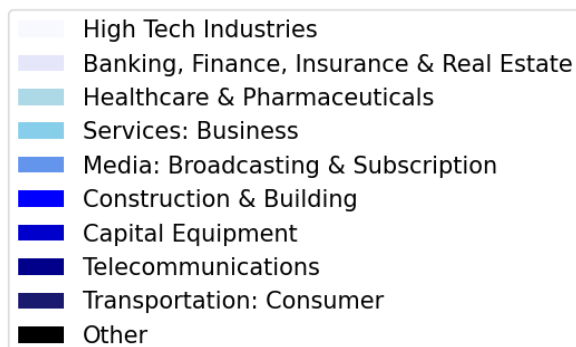 High Tech Industries
Banking, Finance, Insurance & Real Estate
Healthcare & Pharmaceuticals
Services: Business
Media: Broadcasting & Subscription
Construction & Building
Capital Equipment
Telecommunications
Transportation: Consumer
Other